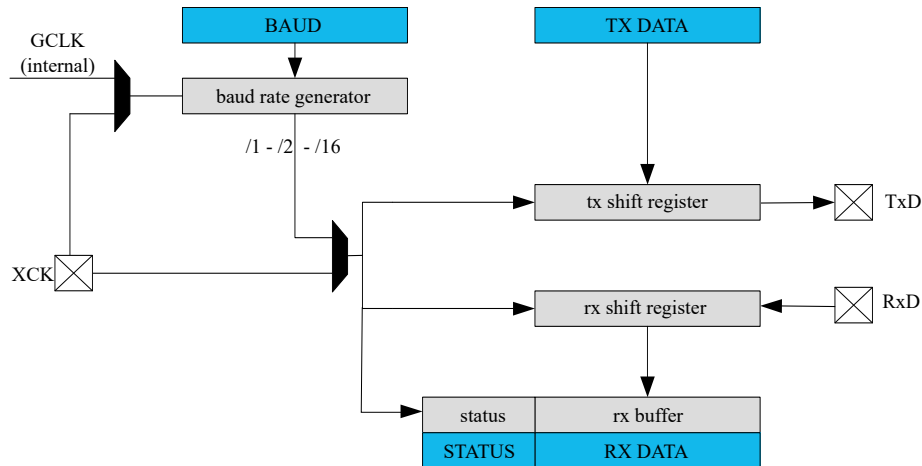 BAUD
TX DATA
GCLK
(internal)
baud rate generator
/1 - /2 - /16
tx shift register
TxD
XCK
rx shift register
RxD
status
rx buffer
STATUS
RX DATA